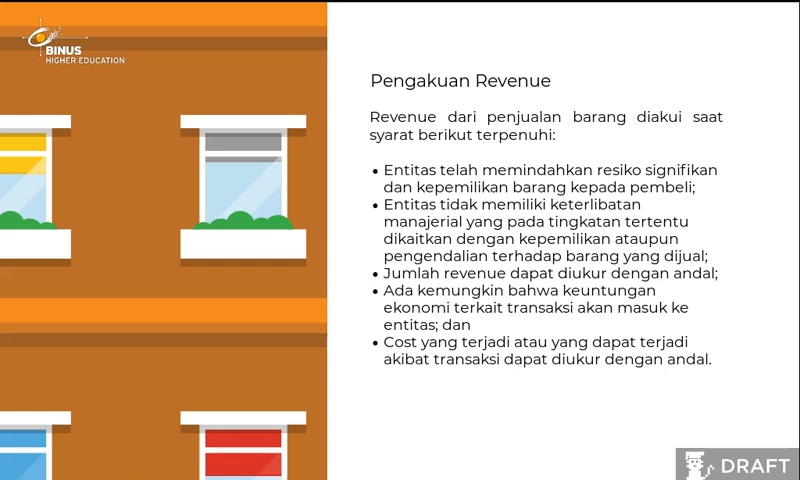 BINUS
HIGHER EDUCATION
Pengakuan Revenue
Revenue dari penjualan barang diakui saat
syarat berikut terpenuhi:
• Entitas telah memindahkan resiko signifikan
dan kepemilikan barang kepada pembeli;
• Entitas tidak memiliki keterlibatan
manajerial yang pada tingkatan tertentu
dikaitkan dengan kepemilikan ataupun
pengendalian terhadap barang yang dijual;
• Jumlah revenue dapat diukur dengan andal;
• Ada kemungkin bahwa keuntungan
ekonomi terkait transaksi akan masuk ke
entitas; dan
• Cost yang terjadi atau yang dapat terjadi
akibat transaksi dapat diukur dengan andal.
DRAFT